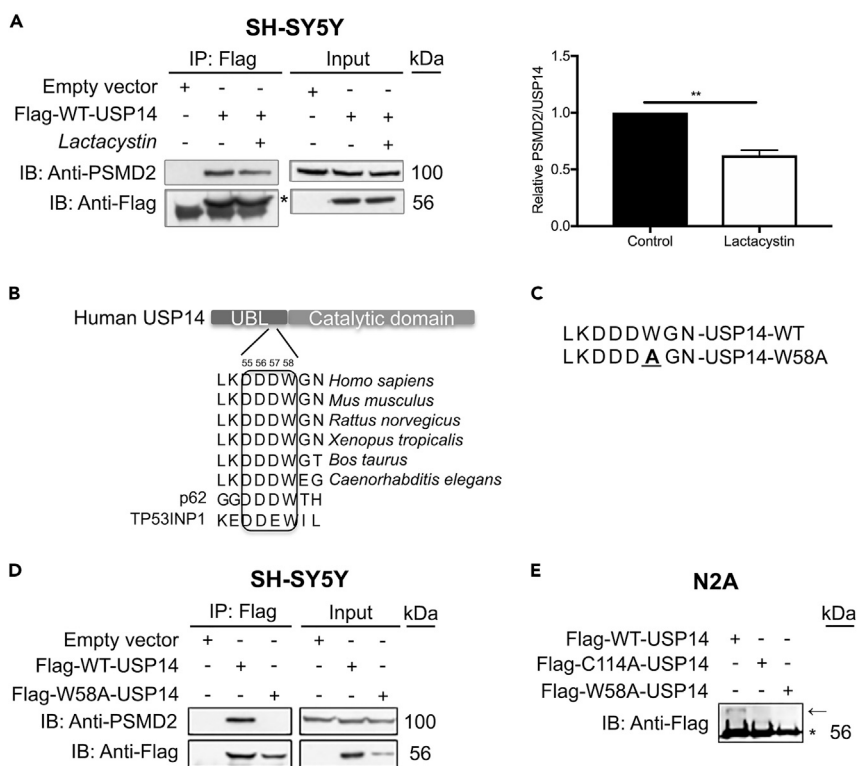 A
SH-SY5Y
IP: Flag Input kDa
Empty vector + - - + - -
Flag-WT-USP14 - + + - + +
Lactacystin - - + - - +
IB: Anti-PSMD2 100
IB: Anti-Flag * 56
Relative PSMD2/USP14
1.5
1.0
0.5
0.0
**
Control Lactacystin
B
Human USP14 UBL Catalytic domain
55 56 57 58
LKDDDWGN Homo sapiens
LKDDDWGN Mus musculus
LKDDDWGN Rattus norvegicus
LKDDDWGN Xenopus tropicalis
LKDDDWGT Bos taurus
LKDDDWEG Caenorhabditis elegans
p62 GGDDDWTH
TP53INP1 KEDDEWIL
C
LKDDDWGN-USP14-WT
LKDDDAGN-USP14-W58A
D
SH-SY5Y
IP: Flag Input kDa
Empty vector + - - + - -
Flag-WT-USP14 - + - - + -
Flag-W58A-USP14 - - + - - +
IB: Anti-PSMD2 100
IB: Anti-Flag 56
E
N2A
kDa
Flag-WT-USP14 + - -
Flag-C114A-USP14 - + -
Flag-W58A-USP14 - - +
IB: Anti-Flag ← * 56